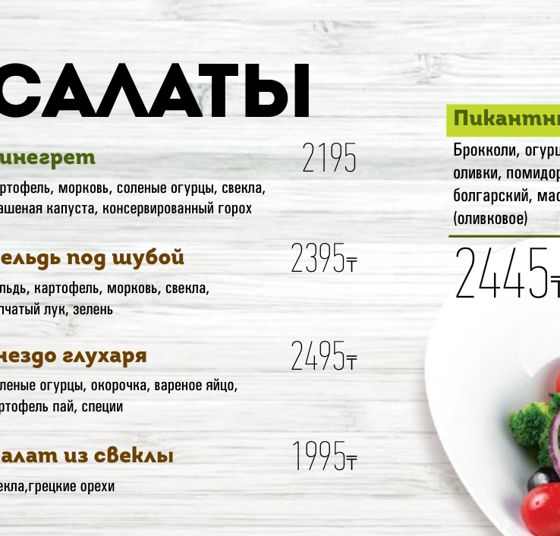 САЛАТЫ
инегрет 2195
ртофель, морковь, соленые огурцы, свекла,
ашеная капуста, консервированный горох
ельдь под шубой 2395₸
льдь, картофель, морковь, свекла,
пчатый лук, зелень
нездо глухаря 2495₸
леные огурцы, окорочка, вареное яйцо,
ртофель пай, специи
алат из свеклы 1995₸
екла,грецкие орехи
Пикантн
Брокколи, огурц
оливки, помидор
болгарский, мас
(оливковое)
2445₸